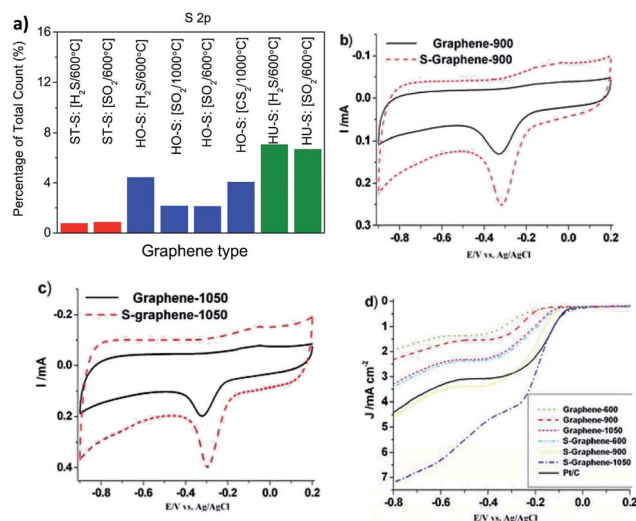 a)
S 2p
Percentage of Total Count (%)
16
12
8
4
0
ST-S: [H2S/600°C]
ST-S: [SO2/600°C]
HO-S: [H2S/600°C]
HO-S: [SO2/1000°C]
HO-S: [SO2/600°C]
HO-S: [CS2/1000°C]
HU-S: [H2S/600°C]
HU-S: [SO2/600°C]
Graphene type
b)
Graphene-900
S-Graphene-900
I /mA
-0.1
0.0
0.1
0.2
0.3
-0.8 -0.6 -0.4 -0.2 0.0 0.2
E/V vs. Ag/AgCl
c)
Graphene-1050
S-graphene-1050
I /mA
-0.2
0.0
0.2
0.4
-0.8 -0.6 -0.4 -0.2 0.0 0.2
E/V vs. Ag/AgCl
d)
J /mA cm-2
0
1
2
3
4
5
6
7
Graphene-600
Graphene-900
Graphene-1050
S-Graphene-600
S-Graphene-900
S-Graphene-1050
Pt/C
-0.8 -0.6 -0.4 -0.2 0.0 0.2
E/V vs. Ag/AgCl